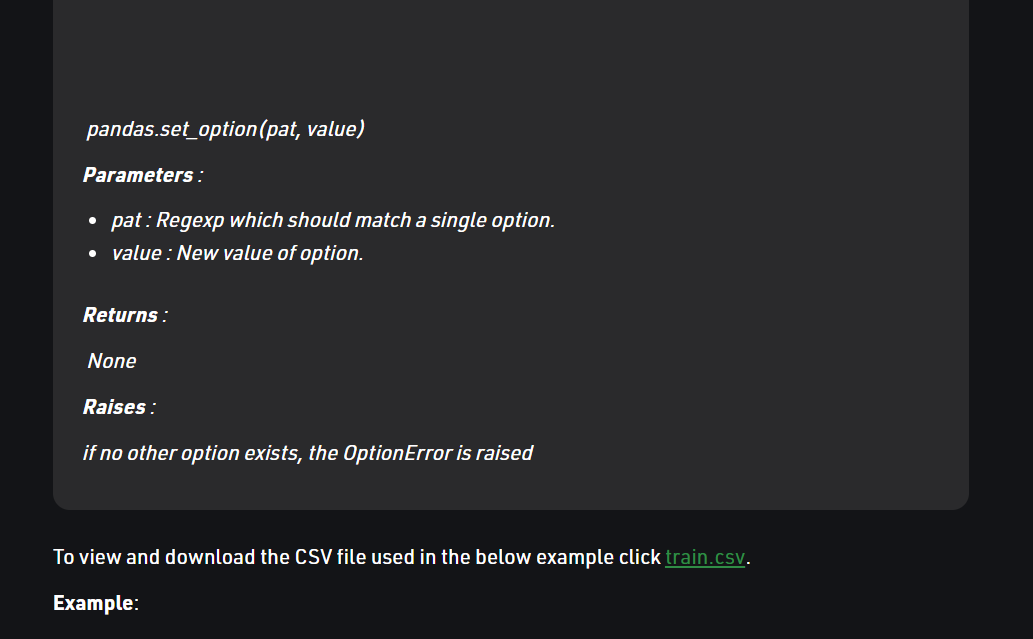 pandas.set_option(pat, value)
Parameters :
• pat : Regexp which should match a single option.
• value : New value of option.
Returns :
None
Raises :
if no other option exists, the OptionError is raised
To view and download the CSV file used in the below example click train.csv.
Example: